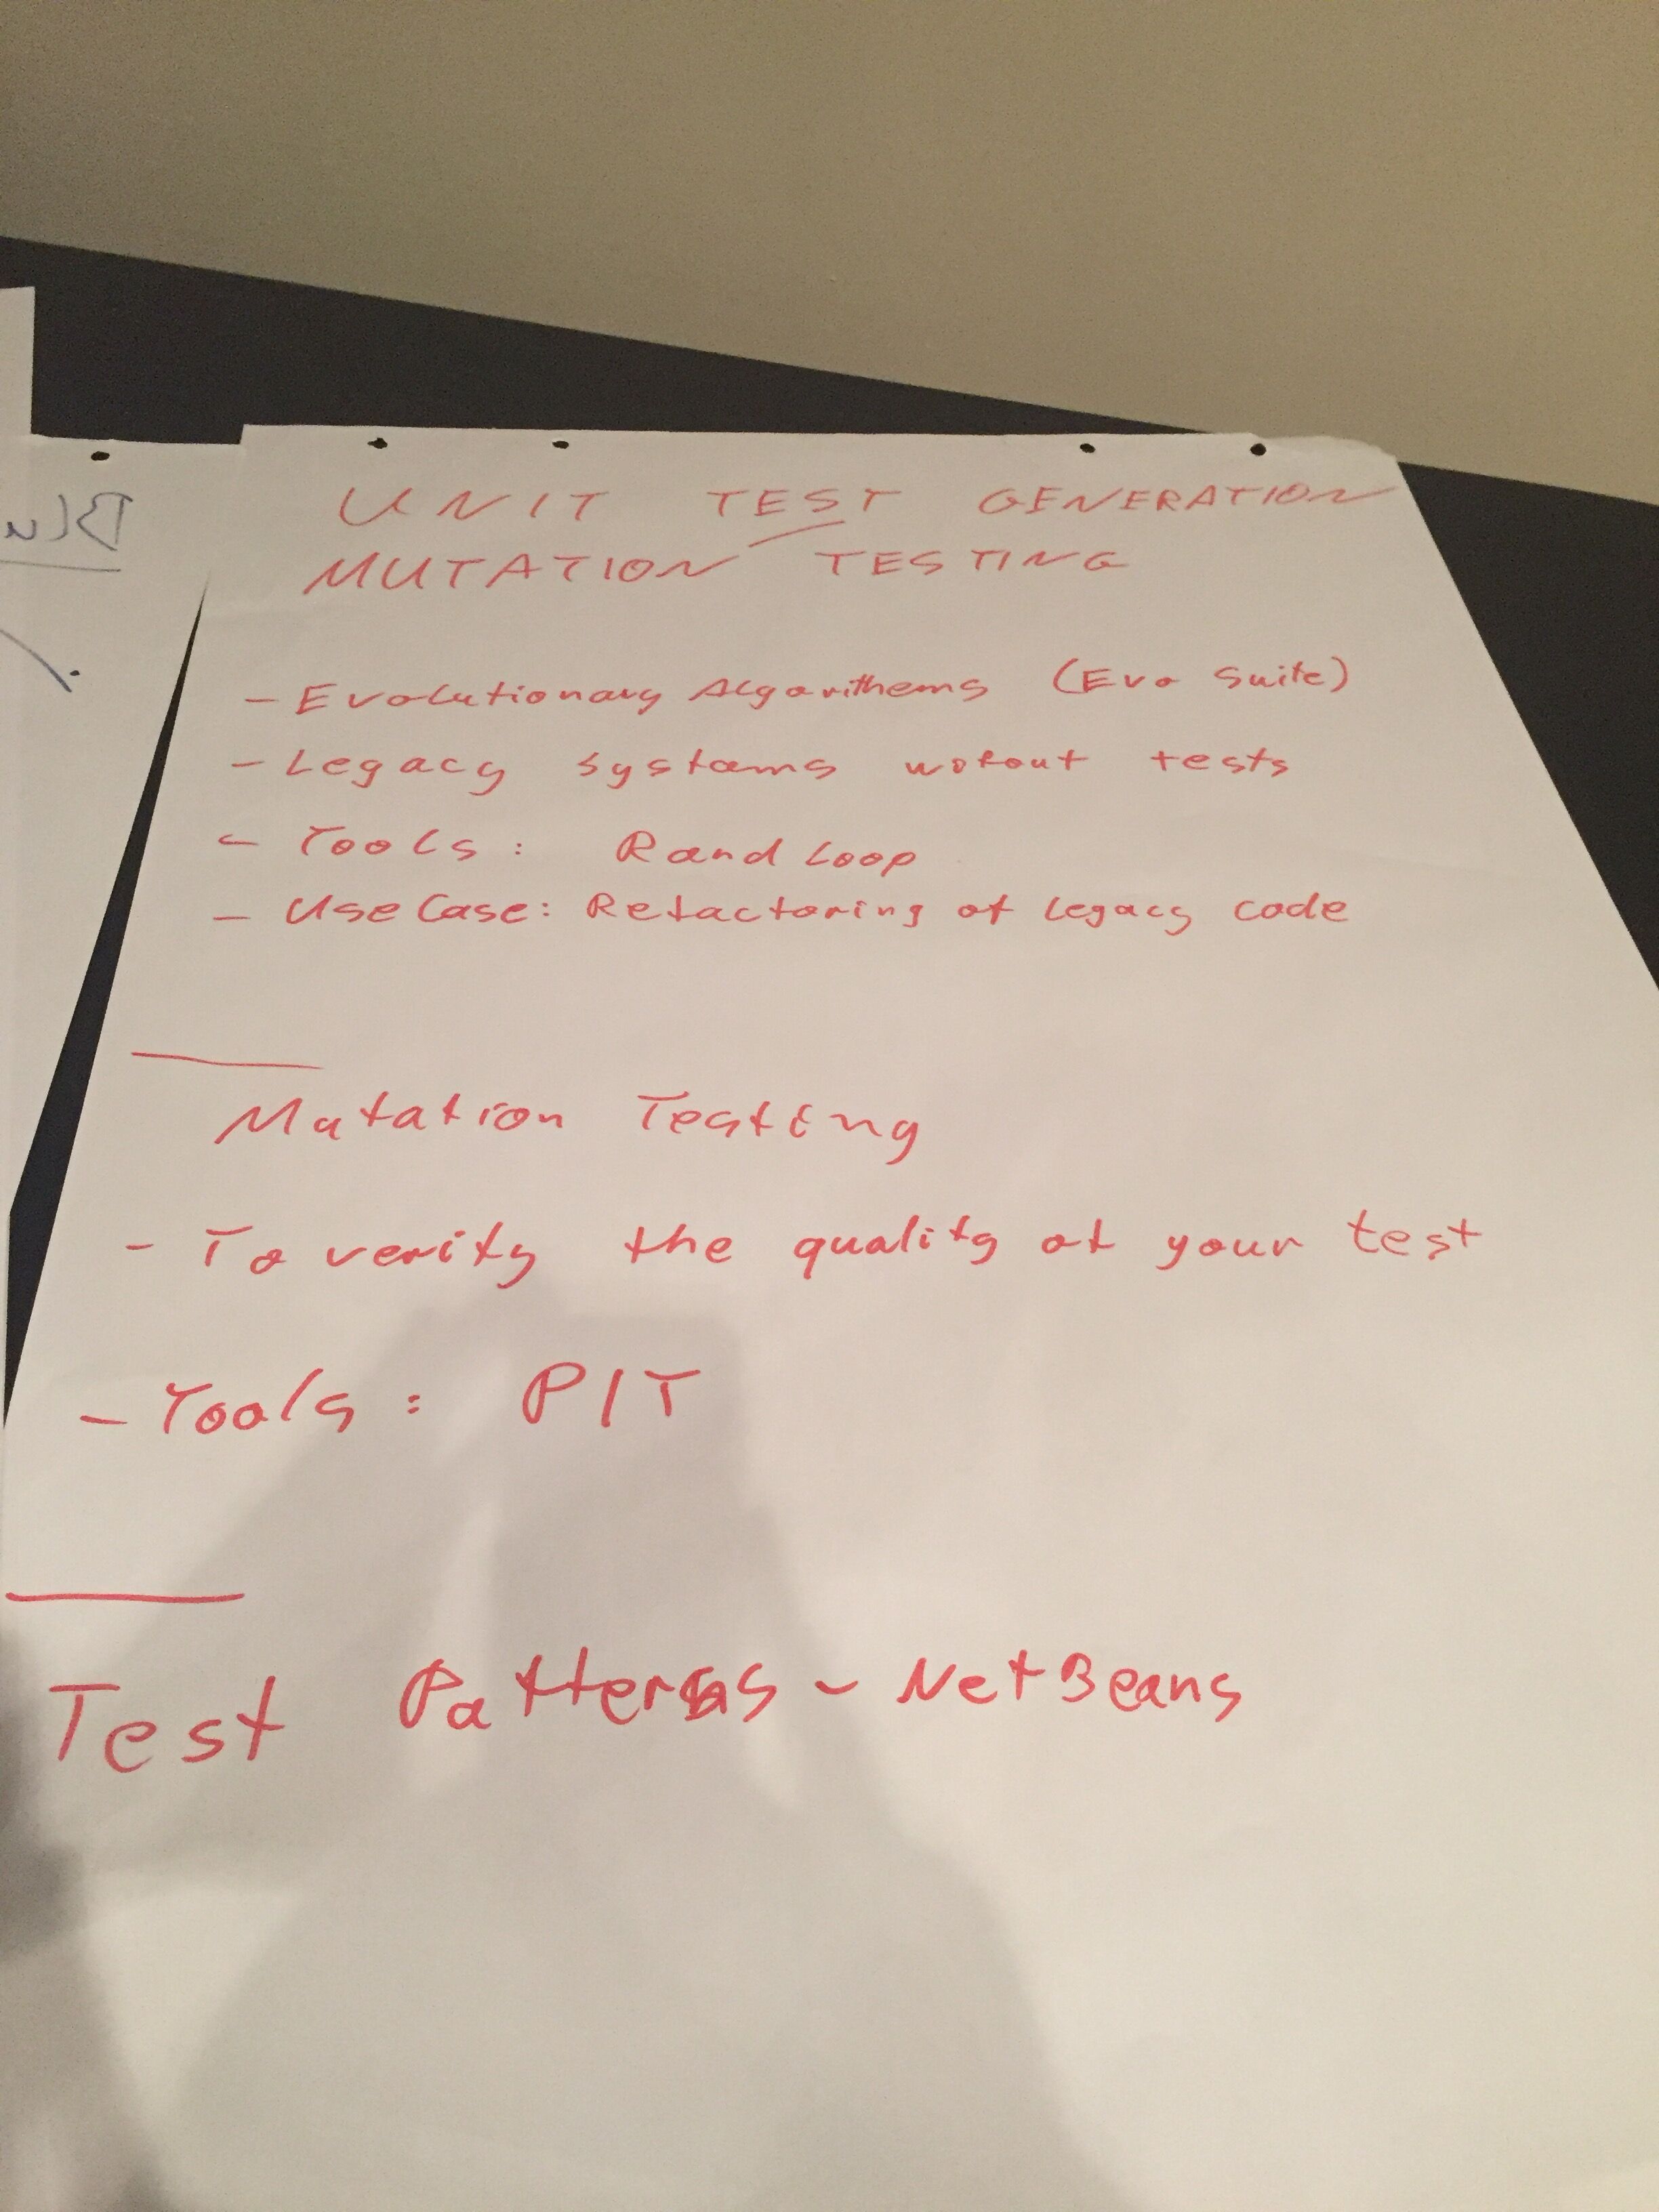 UNIT TEST GENERATION /
MUTATION TESTING
- Evolutionary Algorithems (Evo Suite)
- Legacy systems wotout tests
- Tools: Rand Loop
- Use Case: Refactoring of Legacy code
Mutation Testing
- To verify the quality of your test
- Tools: PIT
Test Patterns - NetBeans